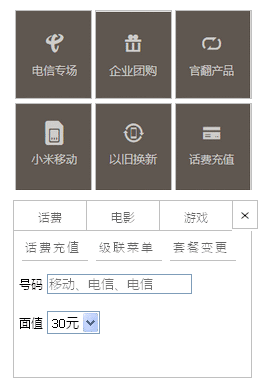 电信专场 企业团购 官翻产品
小米移动 以旧换新 话费充值
话费 电影 游戏 ×
话费充值 级联菜单 套餐变更
号码 移动、电信、电信
面值 30元